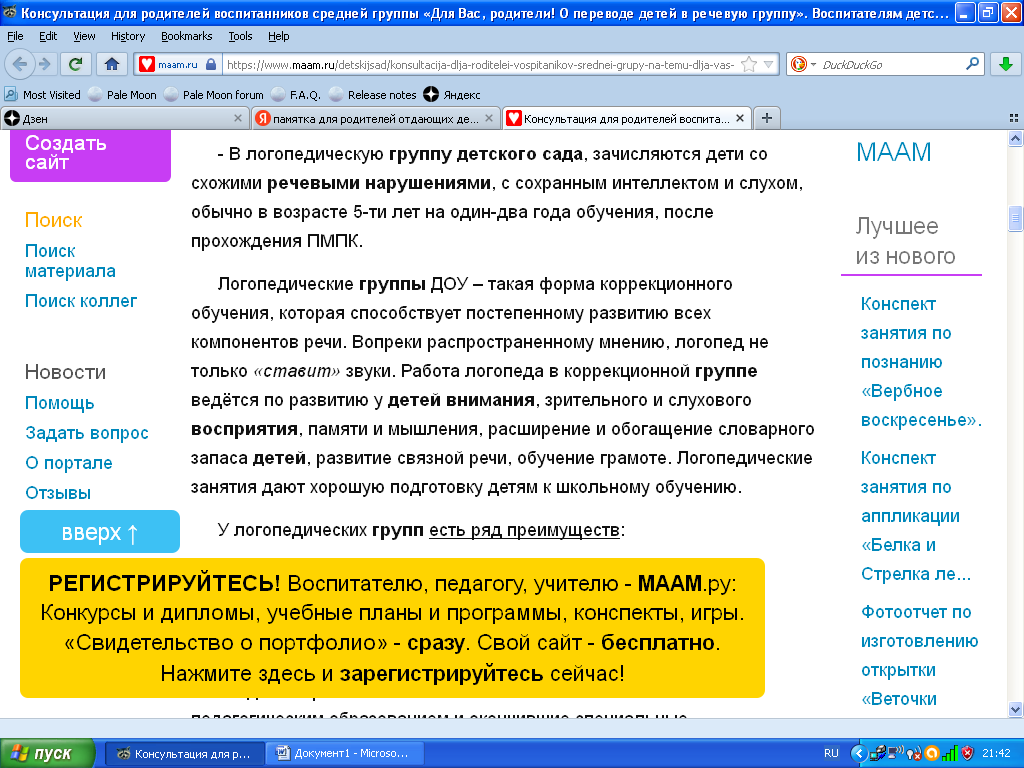 Консультация для родителей воспитанников средней группы «Для Вас, родители! О переводе детей в речевую группу». Воспитателям детс...
File Edit View History Bookmarks Tools Help
maam.ru https://www.maam.ru/detskijsad/konsultacija-dlja-roditelei-vospitanikov-srednei-grupy-na-temu-dlja-vas- DuckDuckGo
Most Visited Pale Moon Pale Moon forum F.A.Q. Release notes Яндекс
Дзен
памятка для родителей отдающих де...
Консультация для родителей воспита...
Создать
сайт
Поиск
Поиск
материала
Поиск коллег
Новости
Помощь
Задать вопрос
О портале
Отзывы
вверх ↑
- В логопедическую группу детского сада, зачисляются дети со
схожими речевыми нарушениями, с сохранным интеллектом и слухом,
обычно в возрасте 5-ти лет на один-два года обучения, после
прохождения ПМПК.
Логопедические группы ДОУ – такая форма коррекционного
обучения, которая способствует постепенному развитию всех
компонентов речи. Вопреки распространенному мнению, логопед не
только «ставит» звуки. Работа логопеда в коррекционной группе
ведётся по развитию у детей внимания, зрительного и слухового
восприятия, памяти и мышления, расширение и обогащение словарного
запаса детей, развитие связной речи, обучение грамоте. Логопедические
занятия дают хорошую подготовку детям к школьному обучению.
У логопедических групп есть ряд преимуществ:
РЕГИСТРИРУЙТЕСЬ! Воспитателю, педагогу, учителю - МААМ.ру:
Конкурсы и дипломы, учебные планы и программы, конспекты, игры.
«Свидетельство о портфолио» - сразу. Свой сайт - бесплатно.
Нажмите здесь и зарегистрируйтесь сейчас!
педагогическим образованием и окончившие специальные
МААМ
Лучшее
из нового
Конспект
занятия по
познанию
«Вербное
воскресенье».
Конспект
занятия по
аппликации
«Белка и
Стрелка ле...
Фотоотчет по
изготовлению
открытки
«Веточки
пуск
Консультация для р...
Документ1 - Microso...
RU
21:42